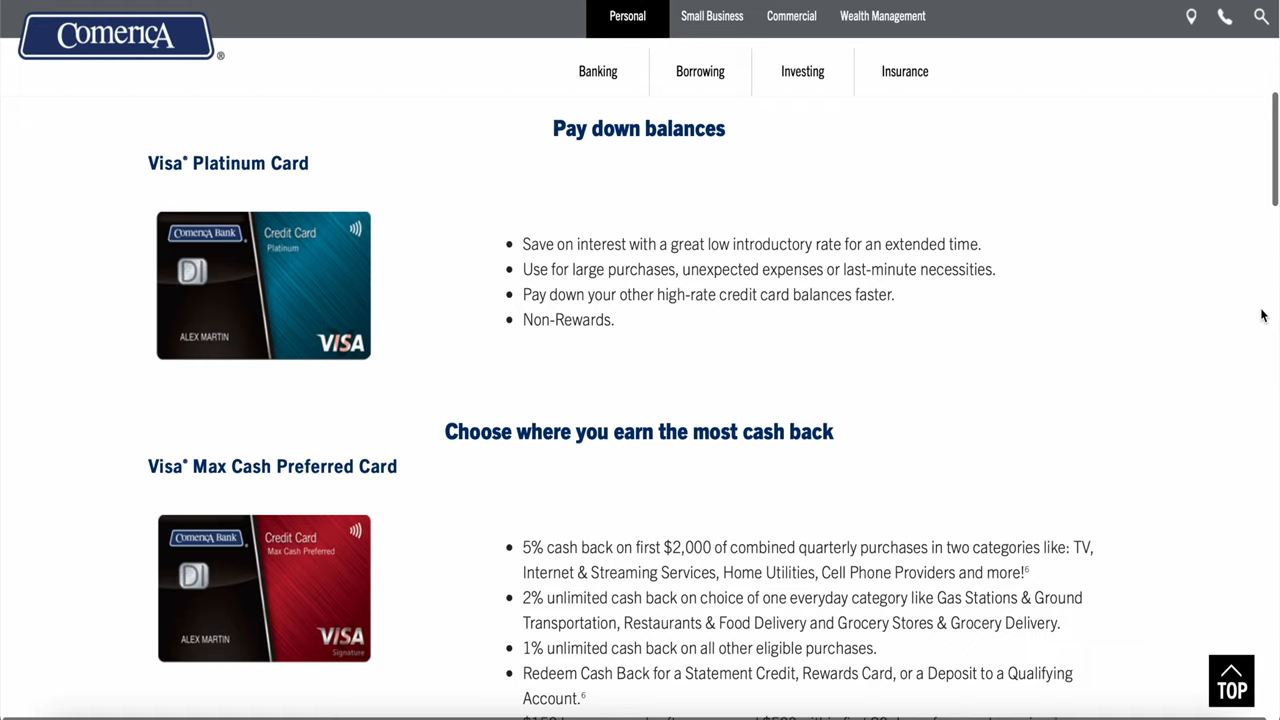 Personal Small Business Commercial Wealth Management
ComericA®
Banking Borrowing Investing Insurance
Pay down balances
Visa® Platinum Card
ComericA Bank. Credit Card
Platinum
ALEX MARTIN VISA
• Save on interest with a great low introductory rate for an extended time.
• Use for large purchases, unexpected expenses or last-minute necessities.
• Pay down your other high-rate credit card balances faster.
• Non-Rewards.
Choose where you earn the most cash back
Visa® Max Cash Preferred Card
ComericA Bank. Credit Card
Max Cash Preferred
ALEX MARTIN VISA
Signature
• 5% cash back on first $2,000 of combined quarterly purchases in two categories like: TV,
Internet & Streaming Services, Home Utilities, Cell Phone Providers and more!⁶
• 2% unlimited cash back on choice of one everyday category like Gas Stations & Ground
Transportation, Restaurants & Food Delivery and Grocery Stores & Grocery Delivery.
• 1% unlimited cash back on all other eligible purchases.
• Redeem Cash Back for a Statement Credit, Rewards Card, or a Deposit to a Qualifying
Account.⁶
TOP